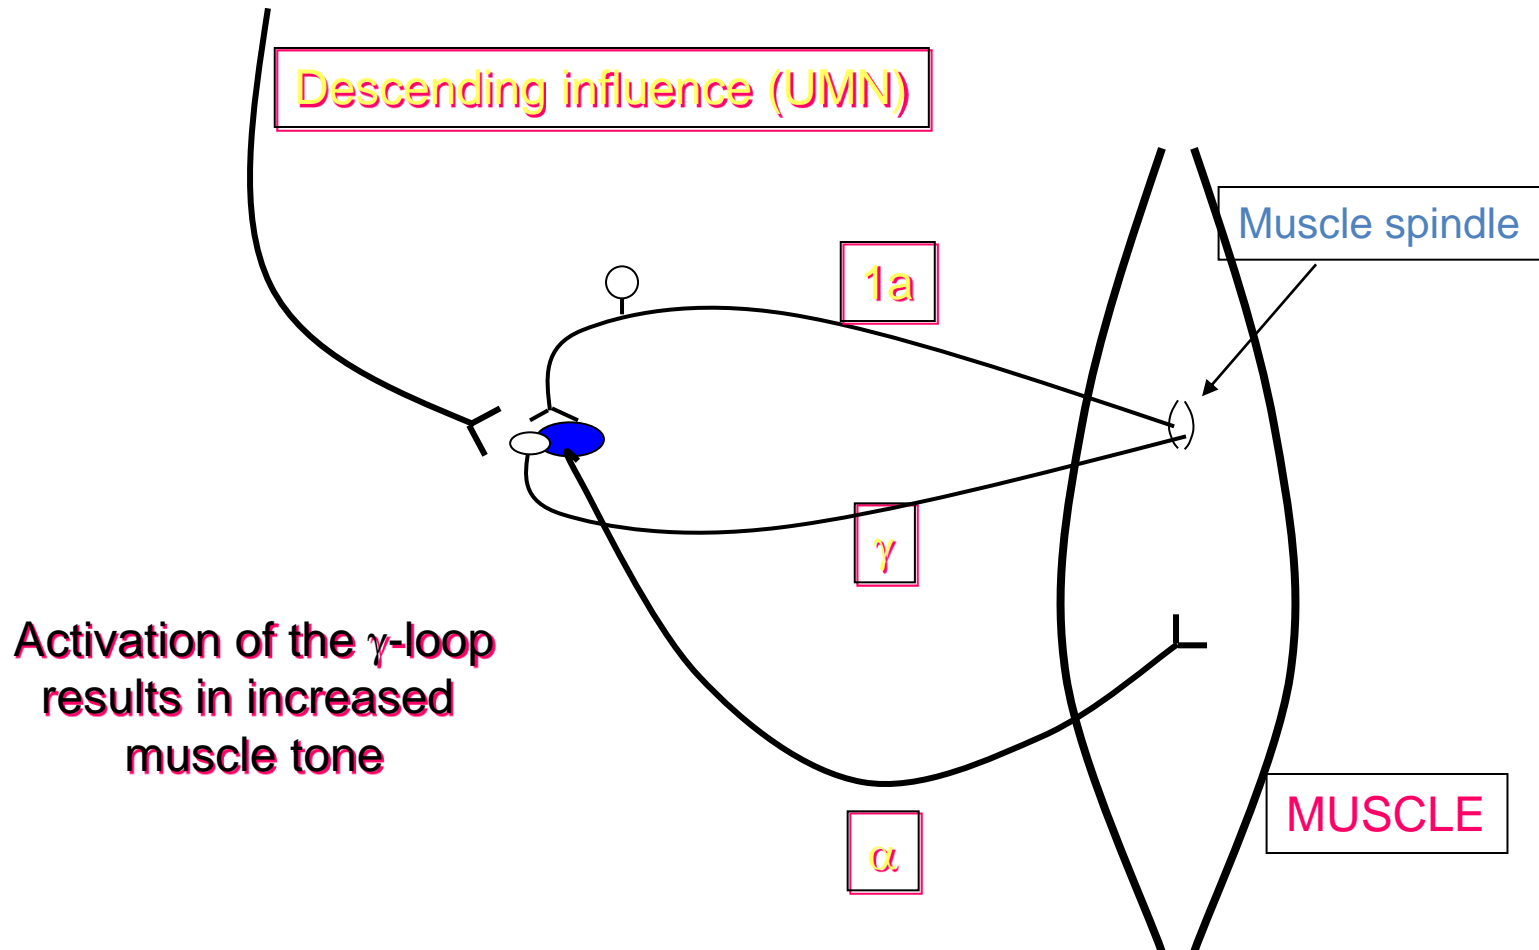 Descending influence (UMN)
Muscle spindle
1a
γ
Activation of the γ-loop
results in increased
muscle tone
MUSCLE
α